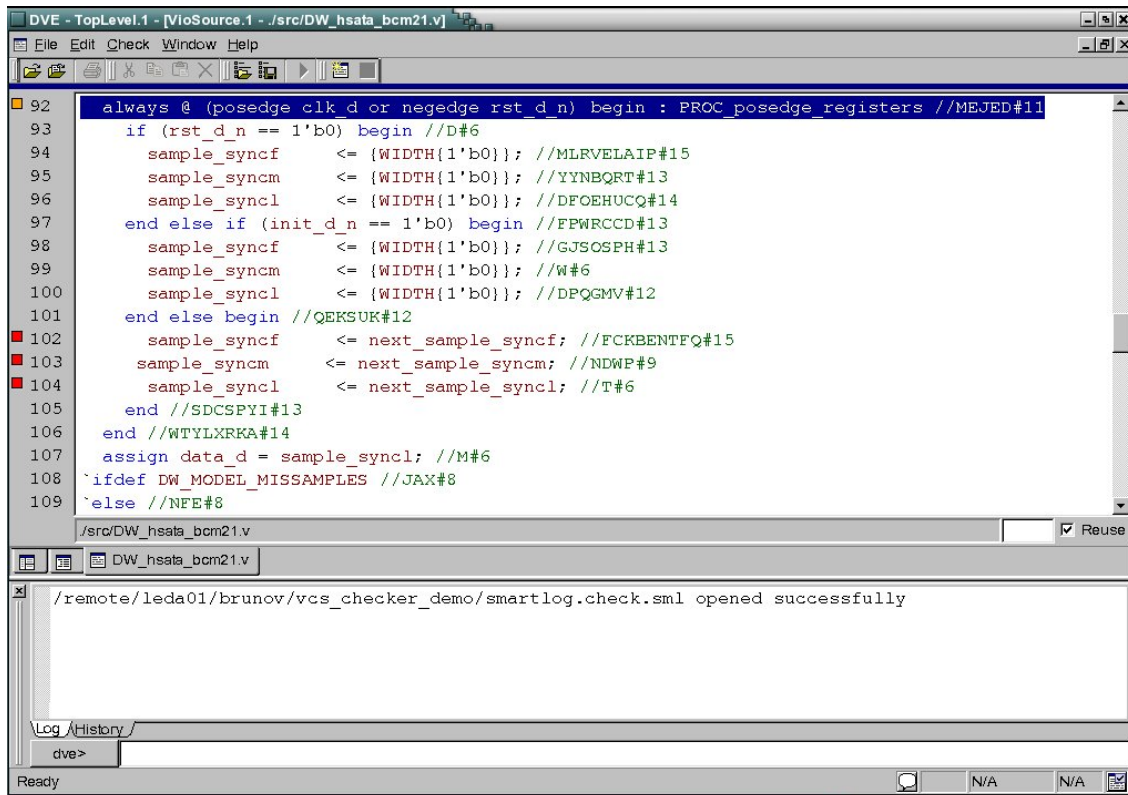 DVE - TopLevel.1 - [VioSource.1 - ./src/DW_hsata_bcm21.v]
File Edit Check Window Help
92 always @ (posedge clk_d or negedge rst_d_n) begin : PROC_posedge_registers //MEJED#11
93 if (rst_d_n == 1'b0) begin //D#6
94 sample_syncf <= {WIDTH{1'b0}}; //MLRVELAIP#15
95 sample_syncm <= {WIDTH{1'b0}}; //YYNBQRT#13
96 sample_syncl <= {WIDTH{1'b0}}; //DFOEHUCQ#14
97 end else if (init_d_n == 1'b0) begin //FPWRCCD#13
98 sample_syncf <= {WIDTH{1'b0}}; //GJSOSPH#13
99 sample_syncm <= {WIDTH{1'b0}}; //W#6
100 sample_syncl <= {WIDTH{1'b0}}; //DPQGMV#12
101 end else begin //QEKSUK#12
102 sample_syncf <= next_sample_syncf; //FCKBENTFQ#15
103 sample_syncm <= next_sample_syncm; //NDWP#9
104 sample_syncl <= next_sample_syncl; //T#6
105 end //SDCSPYI#13
106 end //WTYLXRKA#14
107 assign data_d = sample_syncl; //M#6
108 `ifdef DW_MODEL_MISSAMPLES //JAX#8
109 `else //NFE#8
./src/DW_hsata_bcm21.v Reuse
DW_hsata_bcm21.v
/remote/leda01/brunov/vcs_checker_demo/smartlog.check.sml opened successfully
Log History
dve>
Ready N/A N/A